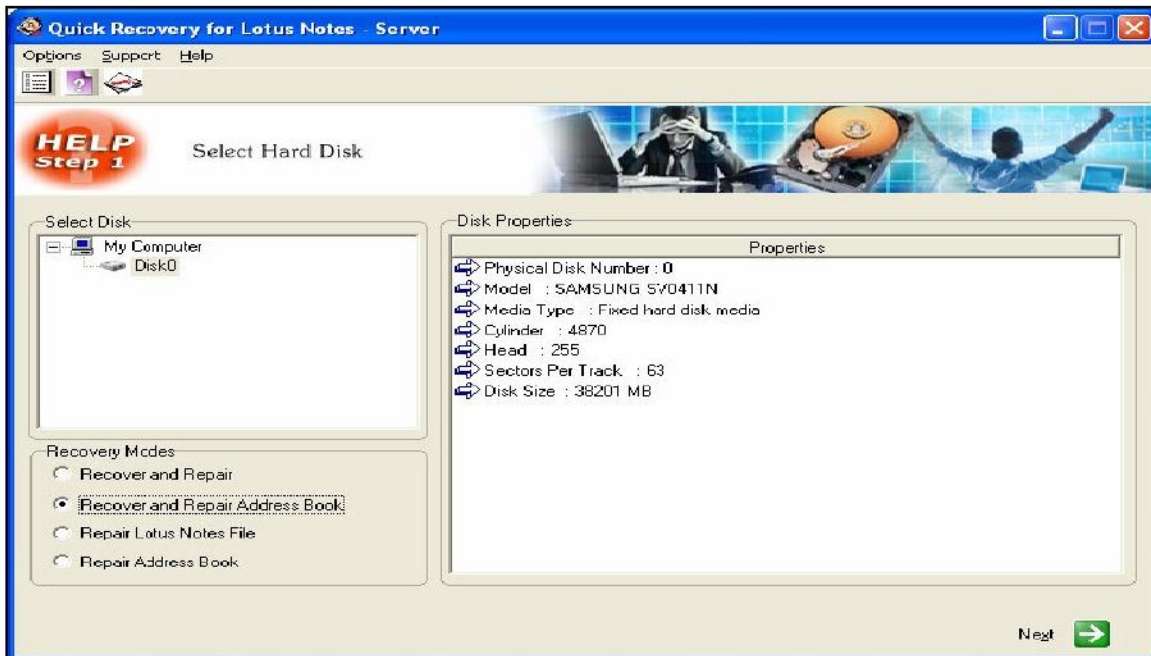 Quick Recovery for Lotus Notes - Server
Options Support Help
HELP
Step 1
Select Hard Disk
Select Disk
My Computer
Disk0
Recovery Modes
Recover and Repair
Recover and Repair Address Book
Repair Lotus Notes File
Repair Address Book
Disk Properties
Properties
Physical Disk Number : 0
Model : SAMSUNG SV0411N
Media Type : Fixed hard disk media
Cylinder : 4870
Head : 255
Sectors Per Track : 63
Disk Size : 38201 MB
Next